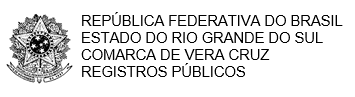 REPÚBLICA FEDERATIVA DO BRASIL
ESTADO DO RIO GRANDE DO SUL
COMARCA DE VERA CRUZ
REGISTROS PÚBLICOS